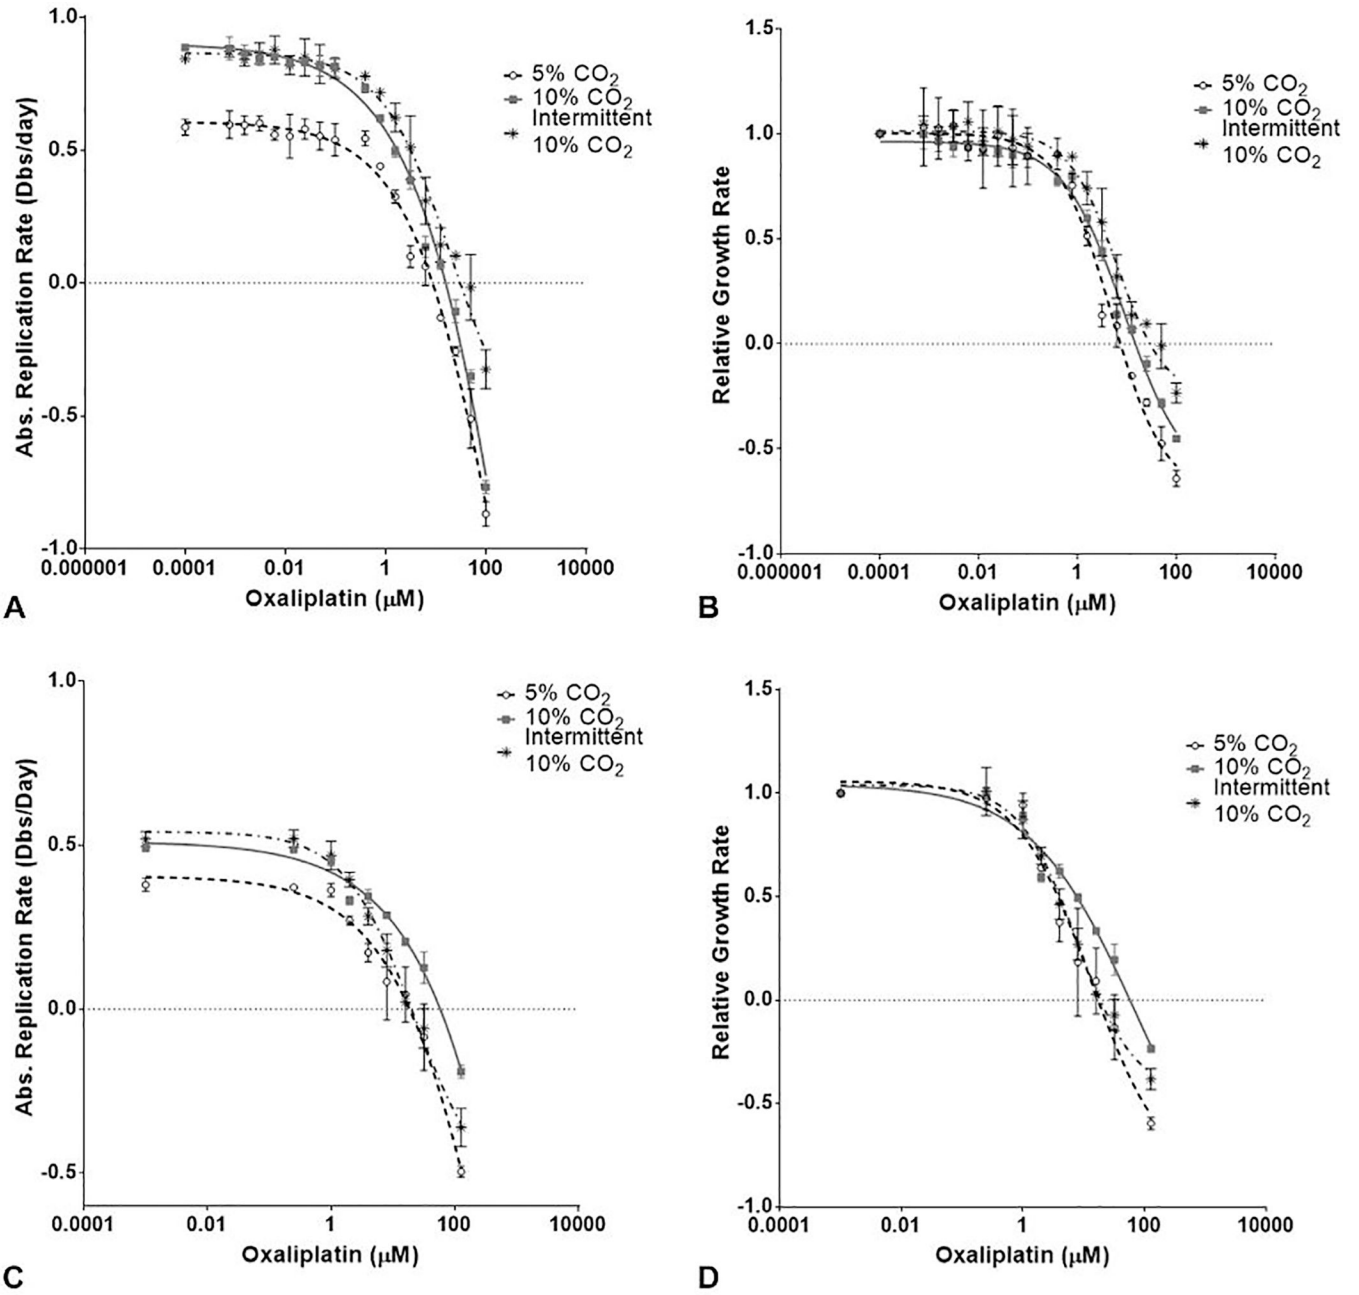 1.0
0.5
0.0
-0.5
-1.0
Abs. Replication Rate (Dbs/day)
0.000001 0.0001 0.01 1 100 10000
Oxaliplatin (μM)
5% CO2
10% CO2
Intermittent
10% CO2
A
1.5
1.0
0.5
0.0
-0.5
-1.0
Relative Growth Rate
0.000001 0.0001 0.01 1 100 10000
Oxaliplatin (μM)
5% CO2
10% CO2
Intermittent
10% CO2
B
1.0
0.5
0.0
-0.5
Abs. Replication Rate (Dbs/Day)
0.0001 0.01 1 100 10000
Oxaliplatin (μM)
5% CO2
10% CO2
Intermittent
10% CO2
C
1.5
1.0
0.5
0.0
-0.5
-1.0
Relative Growth Rate
0.0001 0.01 1 100 10000
Oxaliplatin (μM)
5% CO2
10% CO2
Intermittent
10% CO2
D